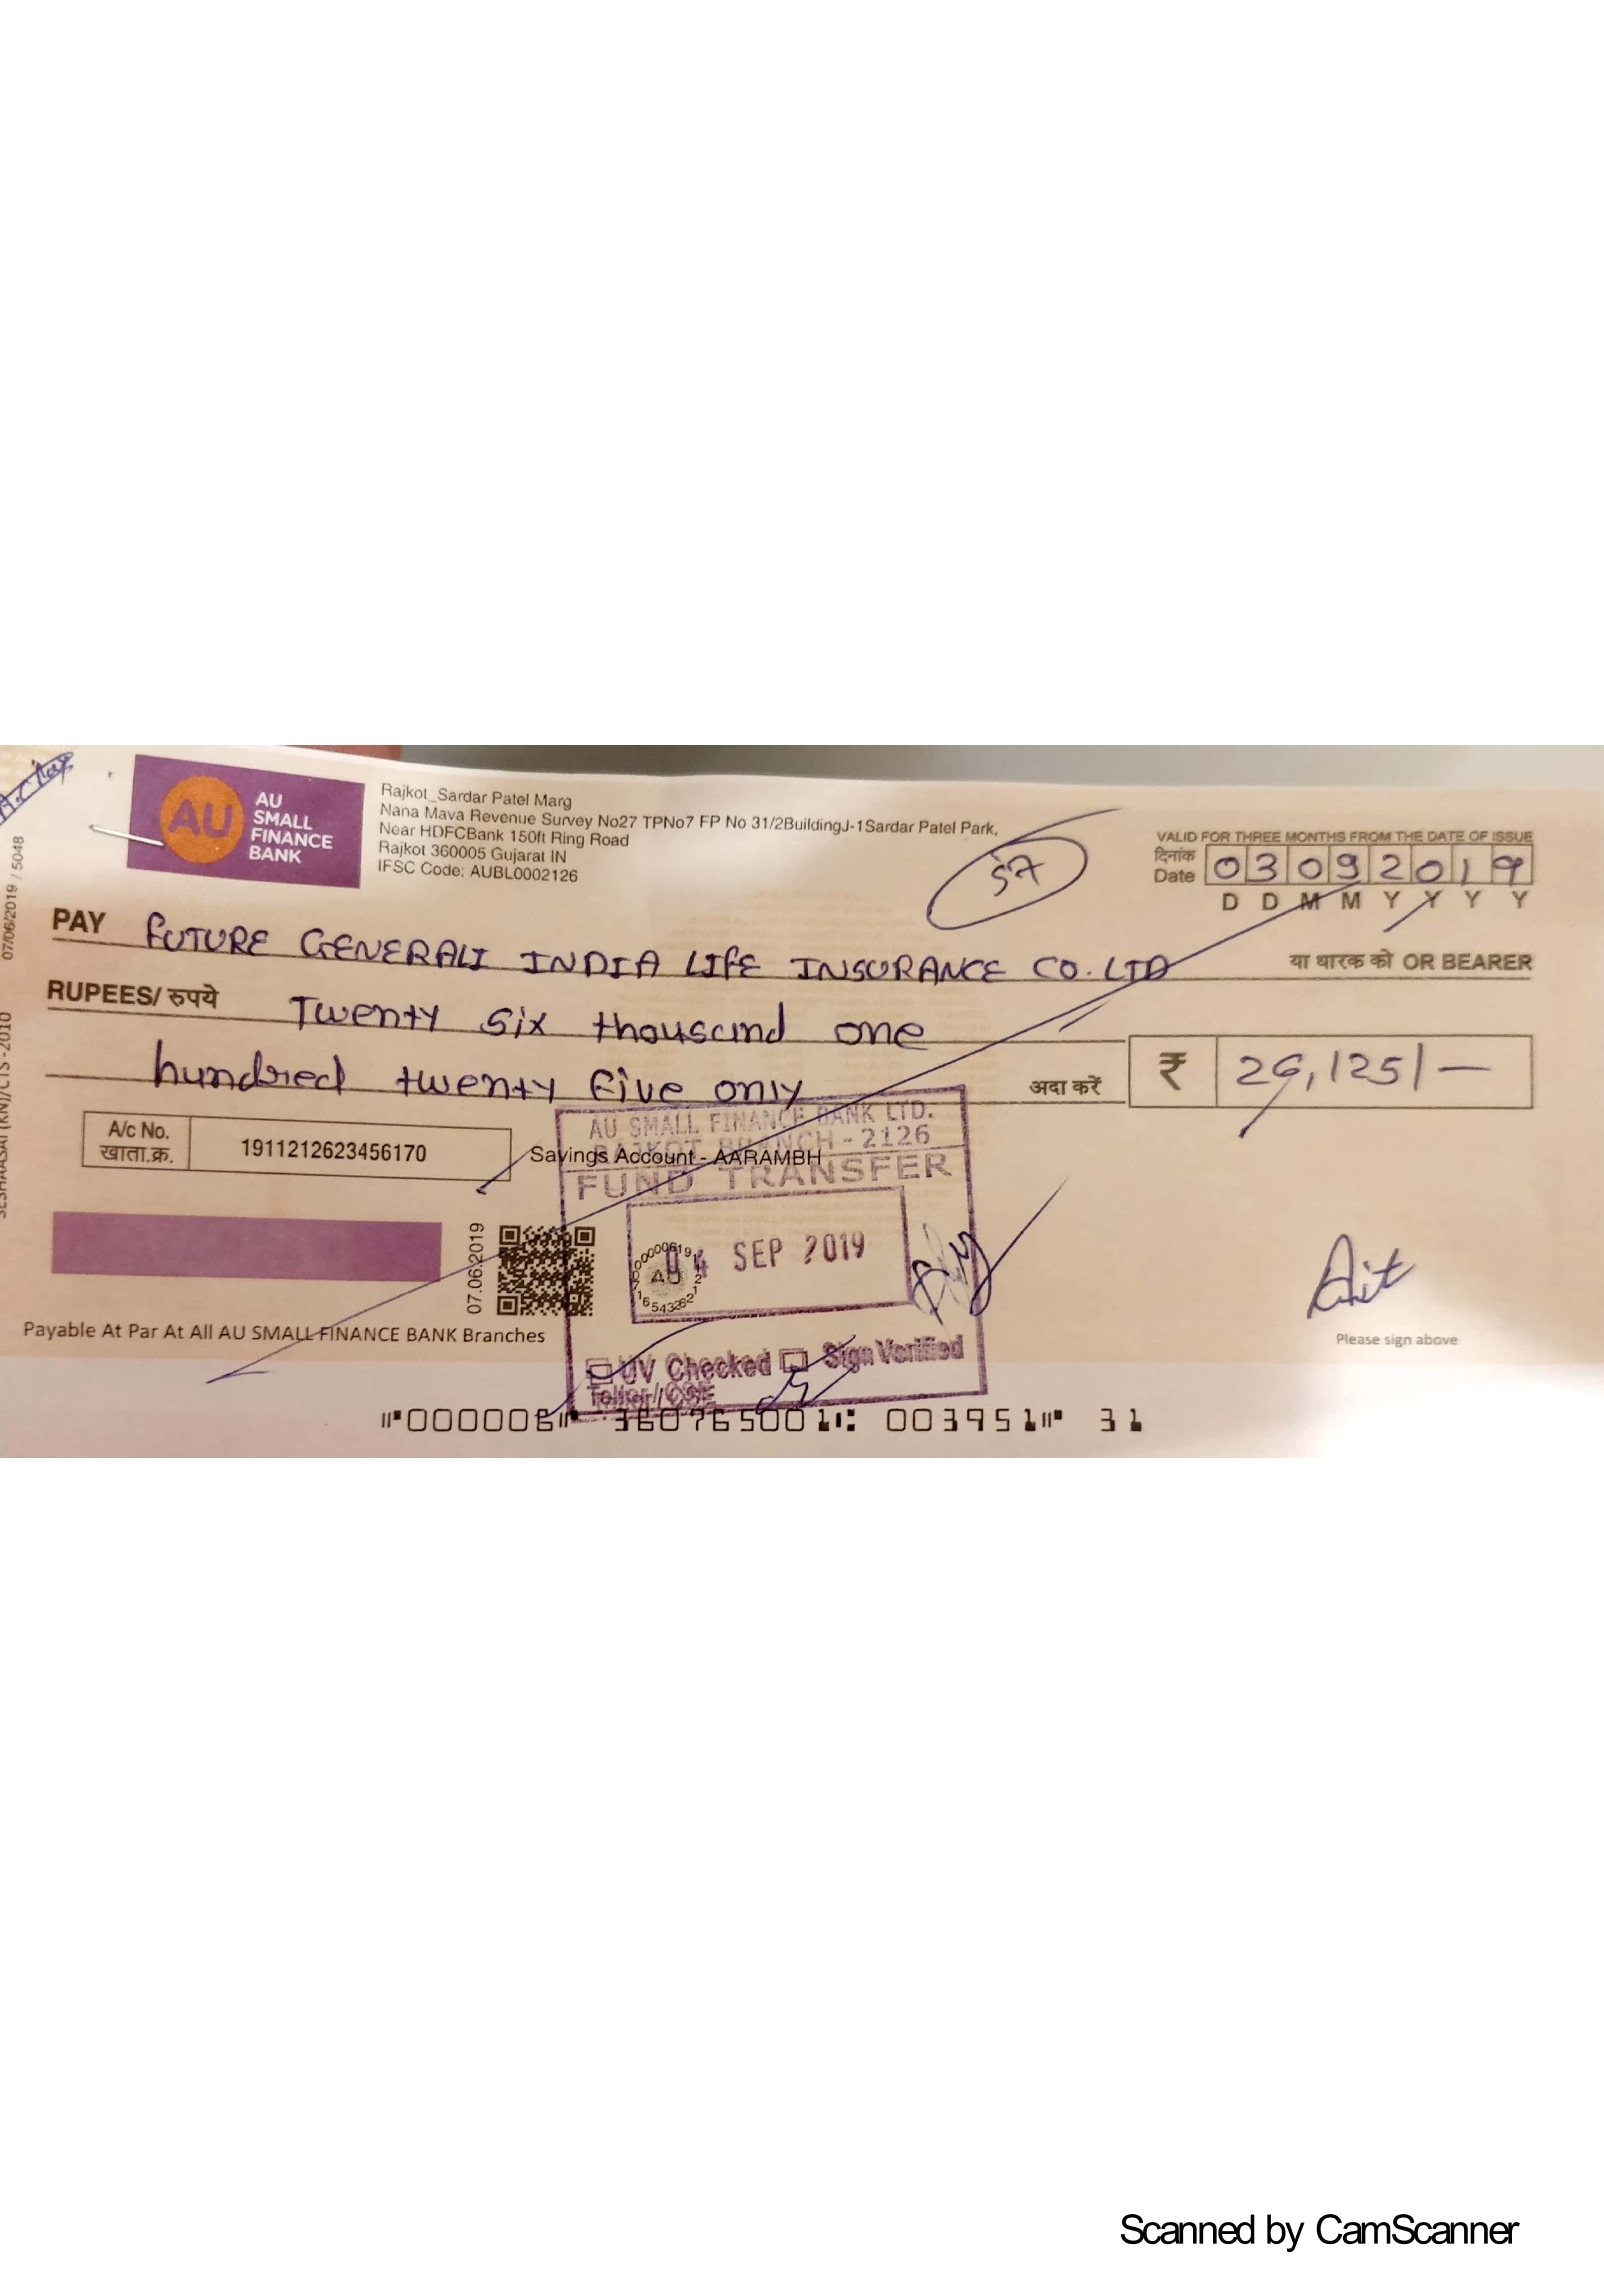 A.C Pay
AU
AU
SMALL
FINANCE
BANK
Rajkot_Sardar Patel Marg
Nana Mava Revenue Survey No27 TPNo7 FP No 31/2BuildingJ-1Sardar Patel Park,
Near HDFCBank 150ft Ring Road
Rajkot 360005 Gujarat IN
IFSC Code: AUBL0002126
VALID FOR THREE MONTHS FROM THE DATE OF ISSUE
दिनांक
Date 03092019
D D M M Y Y Y Y
07/06/2019 / 5048
PAY FUTURE GENERALI INDIA LIFE INSURANCE CO. LTD या धारक को OR BEARER
RUPEES/ रुपये Twenty six thousand one
hundred twenty five only अदा करें ₹ 26,125/-
A/c No.
खाता.क्र. 1911212623456170
Savings Account - AARAMBH
AU SMALL FINANCE BANK LTD.
RAJKOT BRANCH - 2126
FUND TRANSFER
04 SEP 2019
07.06.2019
UV Checked Sign Verified
Teller/CSE
Payable At Par At All AU SMALL FINANCE BANK Branches
Please sign above
"000006" 360765001: 003951" 31
Scanned by CamScanner